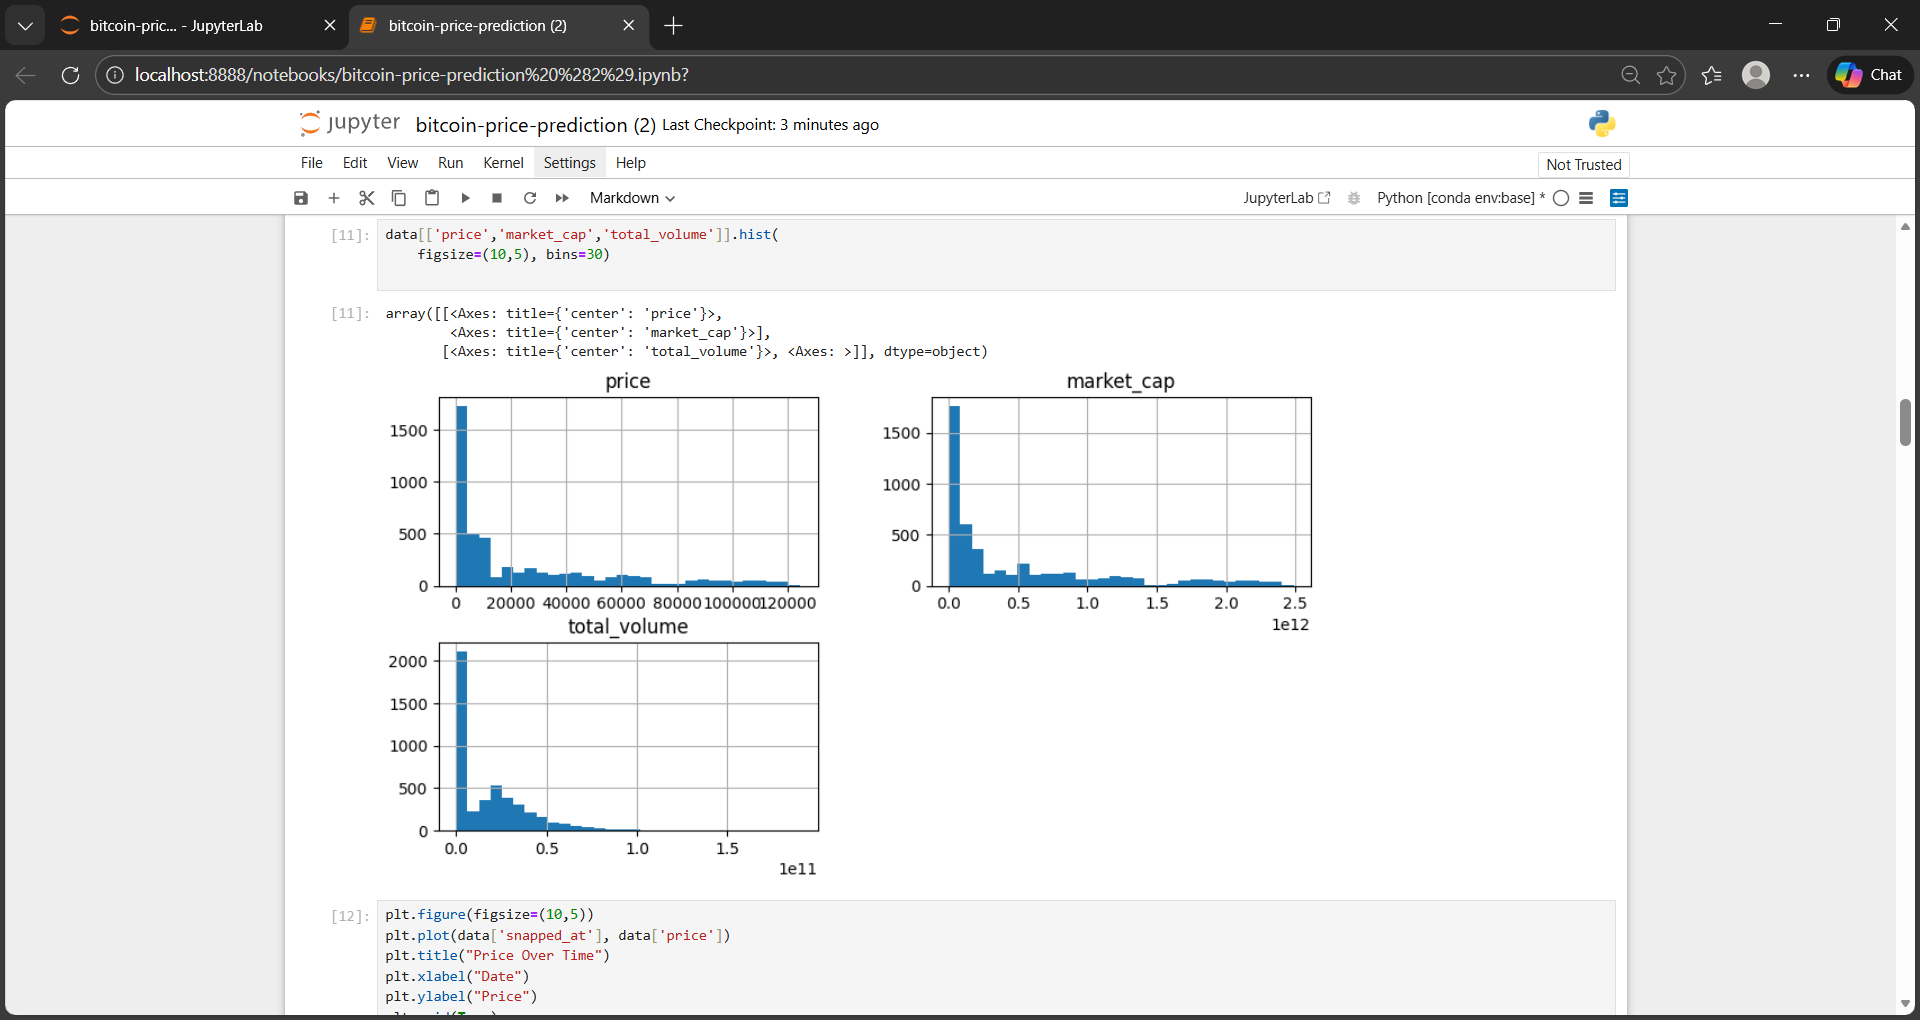 bitcoin-pric... - JupyterLab
bitcoin-price-prediction (2)
localhost:8888/notebooks/bitcoin-price-prediction%20%282%29.ipynb?
Chat
jupyter bitcoin-price-prediction (2) Last Checkpoint: 3 minutes ago
File Edit View Run Kernel Settings Help
Not Trusted
Markdown
JupyterLab
Python [conda env:base] *
[11]: data[['price','market_cap','total_volume']].hist(
figsize=(10,5), bins=30)
[11]: array([[<Axes: title={'center': 'price'}>,
<Axes: title={'center': 'market_cap'}>],
[<Axes: title={'center': 'total_volume'}>, <Axes: >]], dtype=object)
price
1500
1000
500
0
0 20000 40000 60000 80000 100000 120000
market_cap
1500
1000
500
0
0.0 0.5 1.0 1.5 2.0 2.5
1e12
total_volume
2000
1500
1000
500
0
0.0 0.5 1.0 1.5
1e11
[12]: plt.figure(figsize=(10,5))
plt.plot(data['snapped_at'], data['price'])
plt.title("Price Over Time")
plt.xlabel("Date")
plt.ylabel("Price")